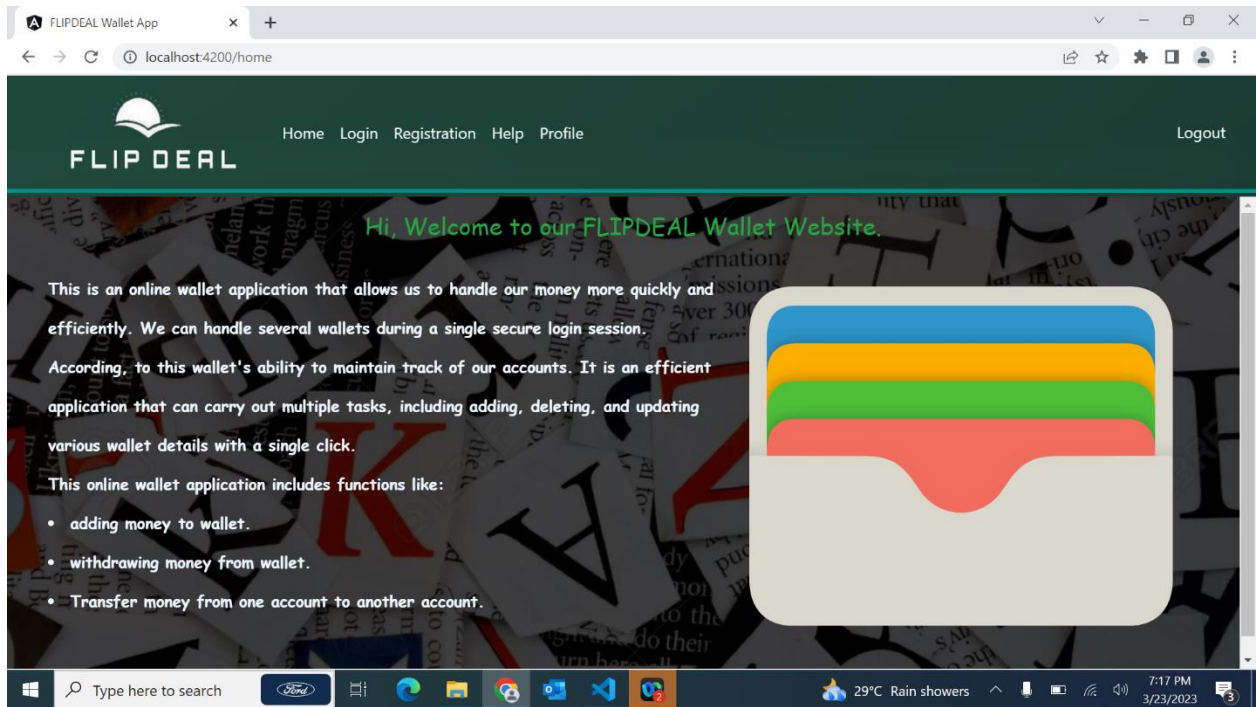 FLIPDEAL Wallet App
localhost:4200/home
FLIP DEAL
Home Login Registration Help Profile
Logout
Hi, Welcome to our FLIPDEAL Wallet Website.
This is an online wallet application that allows us to handle our money more quickly and
efficiently. We can handle several wallets during a single secure login session.
According, to this wallet's ability to maintain track of our accounts. It is an efficient
application that can carry out multiple tasks, including adding, deleting, and updating
various wallet details with a single click.
This online wallet application includes functions like:
• adding money to wallet.
• withdrawing money from wallet.
• Transfer money from one account to another account.
Type here to search
Ford
29°C Rain showers
7:17 PM
3/23/2023
3